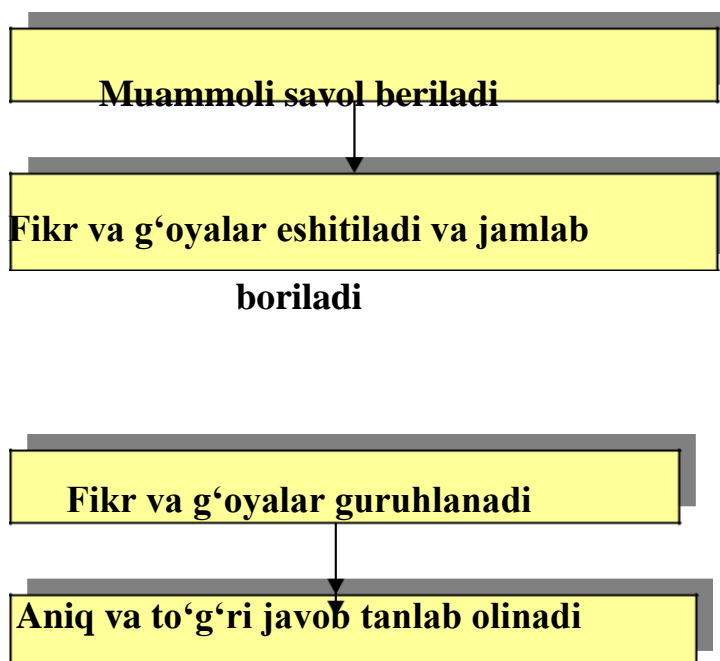 Muammoli savol beriladi
Fikr va g‘oyalar eshitiladi va jamlab
boriladi
Fikr va g‘oyalar guruhlanadi
Aniq va to‘g‘ri javob tanlab olinadi